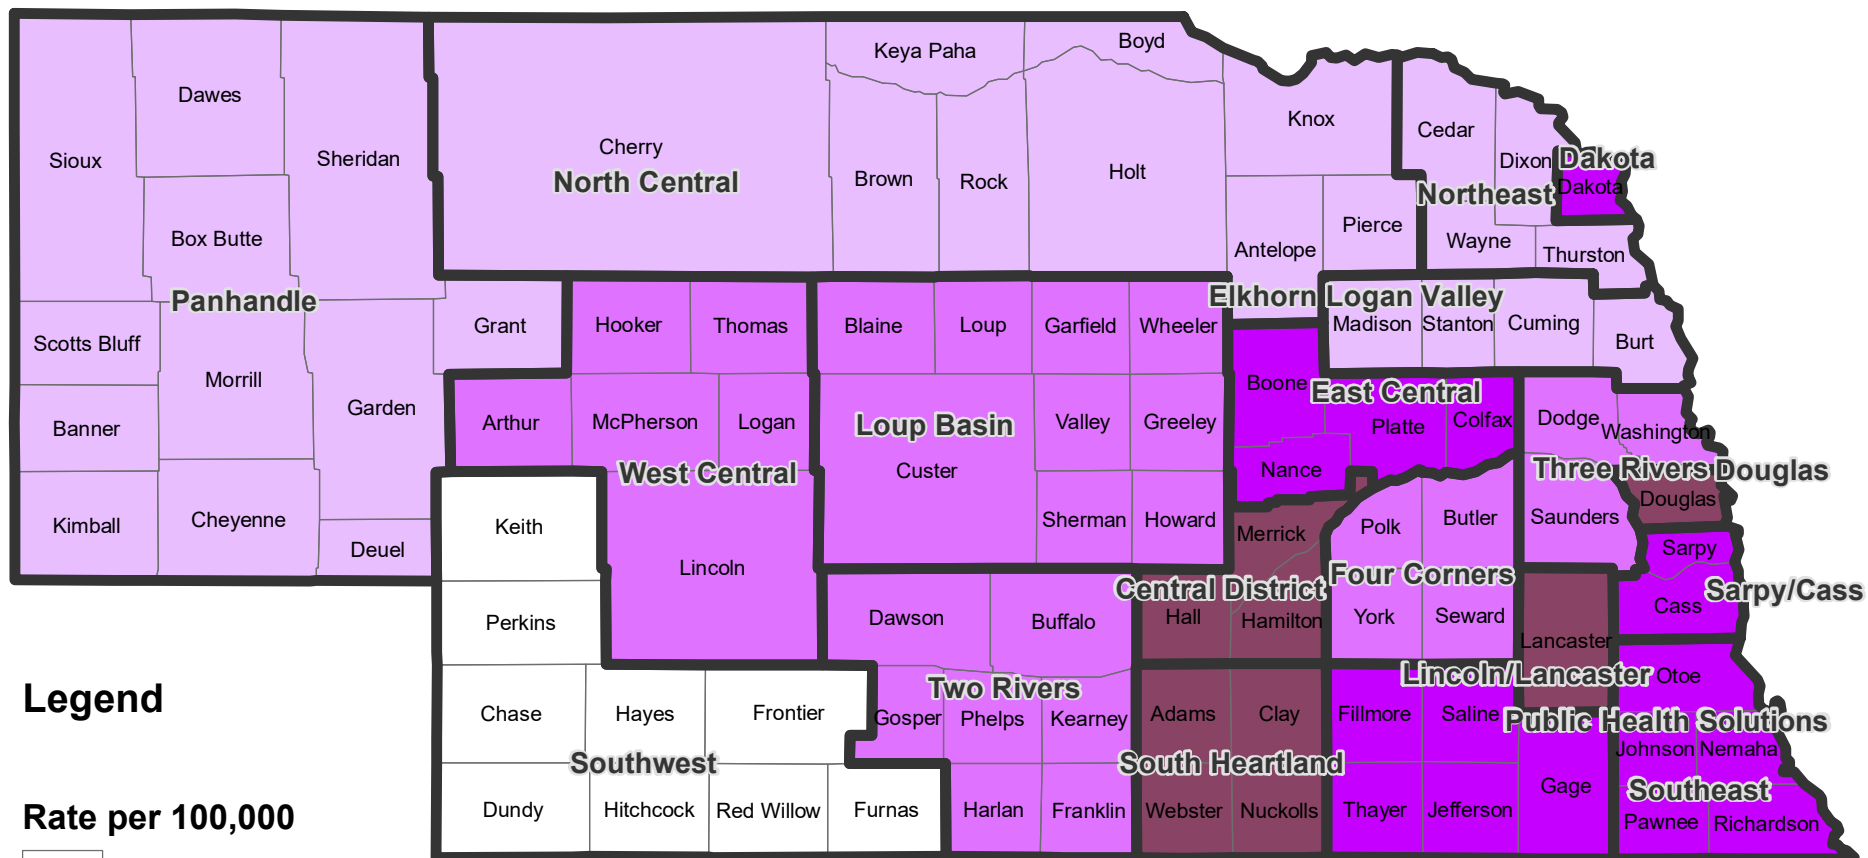 Keya Paha
Boyd
Dawes
Knox
Cedar
Sioux
Sheridan
Cherry
Dixon
Dakota
North Central
Brown
Rock
Holt
Dakota
Northeast
Box Butte
Antelope
Pierce
Wayne
Thurston
Panhandle
Elkhorn Logan Valley
Grant
Hooker
Thomas
Blaine
Loup
Garfield
Wheeler
Madison
Stanton
Cuming
Scotts Bluff
Burt
Morrill
Boone
East Central
Garden
Banner
Arthur
McPherson
Logan
Loup Basin
Valley
Greeley
Platte
Colfax
Dodge
Washington
West Central
Custer
Nance
Three Rivers
Douglas
Kimball
Cheyenne
Keith
Sherman
Howard
Merrick
Polk
Butler
Saunders
Douglas
Deuel
Lincoln
Sarpy
Central District
Four Corners
Sarpy/Cass
Perkins
Dawson
Buffalo
Hall
Hamilton
York
Seward
Cass
Lancaster
Legend
Two Rivers
Lincoln/Lancaster
Otoe
Chase
Hayes
Frontier
Gosper
Phelps
Kearney
Adams
Clay
Fillmore
Saline
Public Health Solutions
Johnson
Nemaha
Southwest
South Heartland
Southeast
Rate per 100,000
Dundy
Hitchcock
Red Willow
Furnas
Harlan
Franklin
Webster
Nuckolls
Thayer
Jefferson
Gage
Pawnee
Richardson